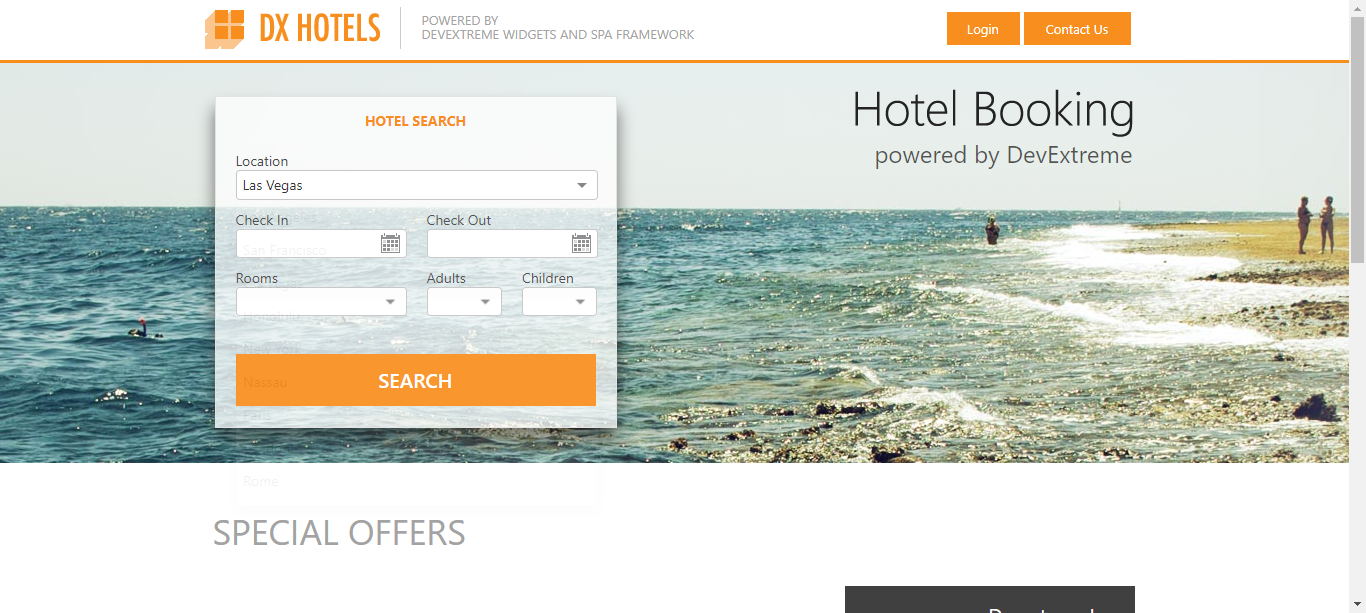 DX HOTELS
POWERED BY
DEVEXTREME WIDGETS AND SPA FRAMEWORK
Login
Contact Us
Hotel Booking
powered by DevExtreme
HOTEL SEARCH
Location
Las Vegas
Check In
Check Out
San Francisco
Rooms
Adults
Children
Honolulu
New York
Nassau
SEARCH
Paris
Rome
SPECIAL OFFERS